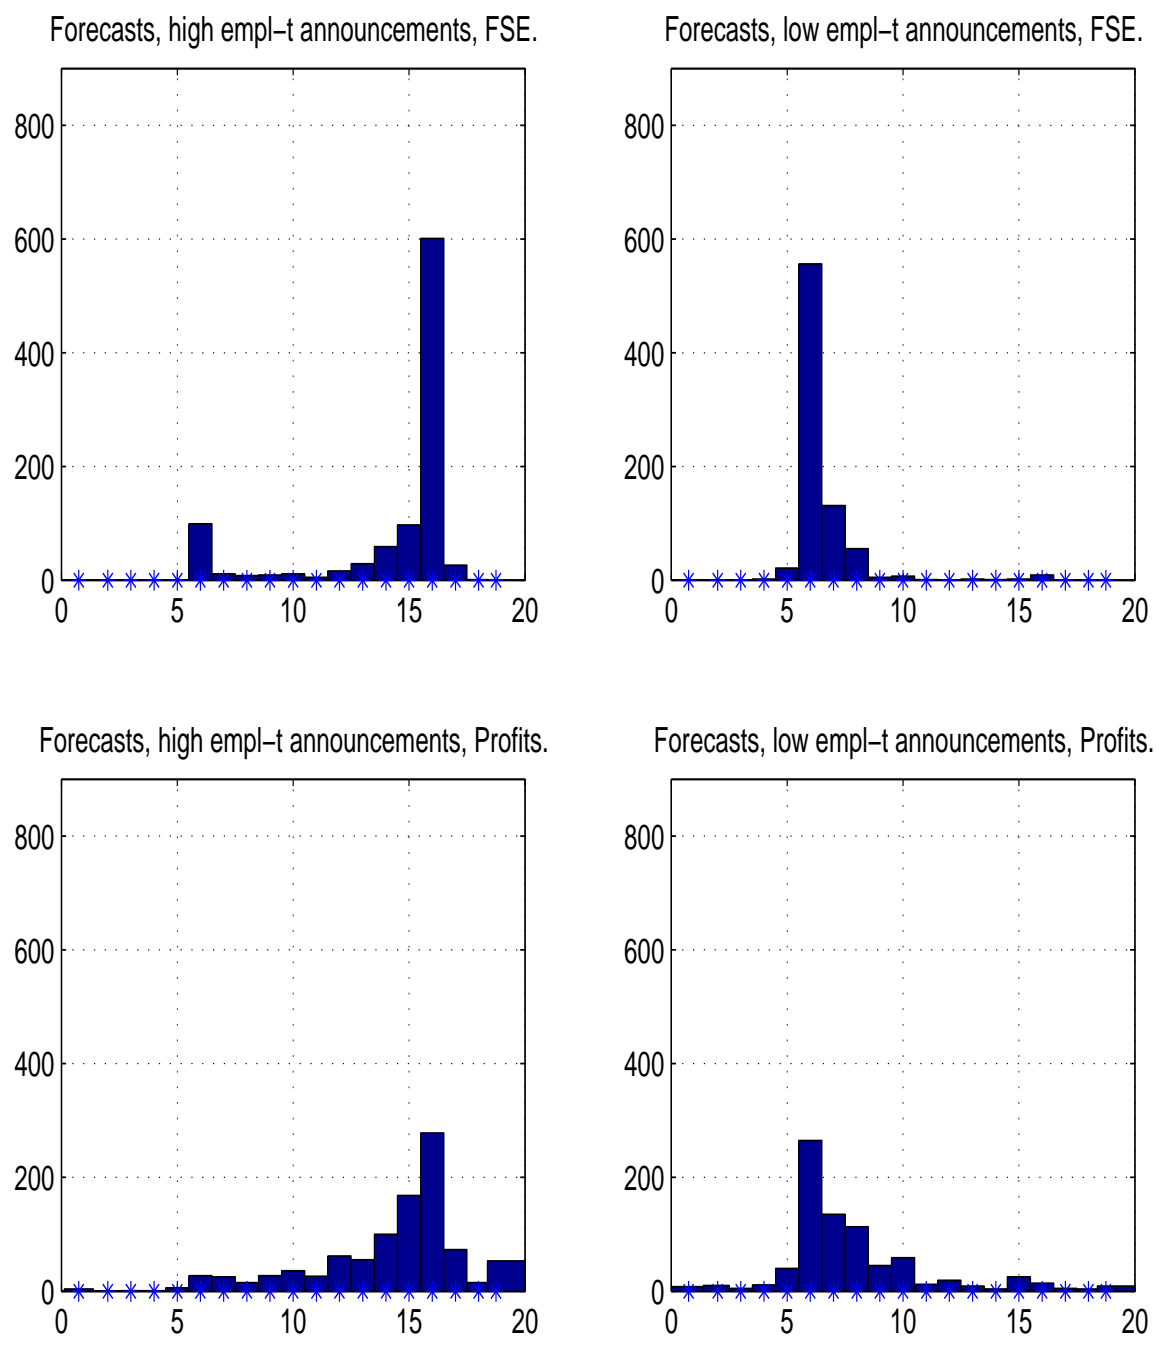 Forecasts, high empl−t announcements, FSE.
800
600
400
200
0
0 5 10 15 20
Forecasts, low empl−t announcements, FSE.
800
600
400
200
0
0 5 10 15 20
Forecasts, high empl−t announcements, Profits.
800
600
400
200
0
0 5 10 15 20
Forecasts, low empl−t announcements, Profits.
800
600
400
200
0
0 5 10 15 20